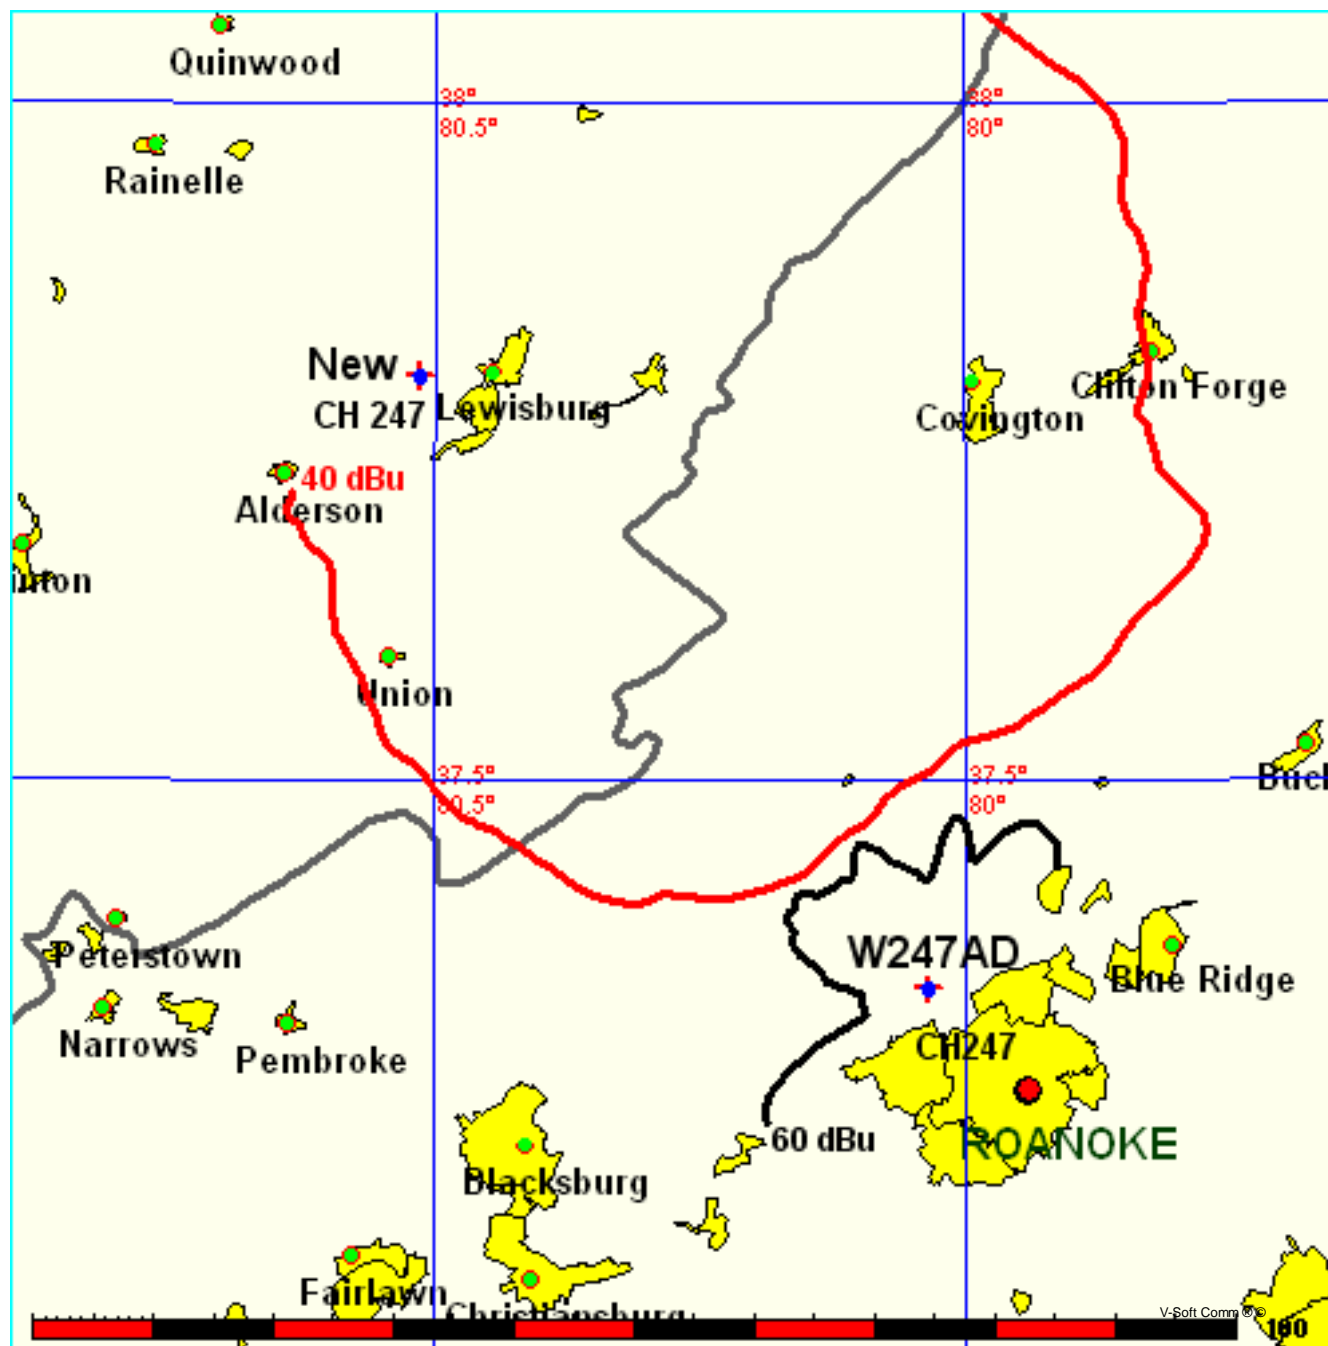 Quinwood
38°
38°
80.5°
80°
Rainelle
New
CH 247
Lewisburg
Clifton Forge
Covington
40 dBu
Alderson
Union
37.5°
37.5°
80.5°
80°
W247AD
Peterstown
Blue Ridge
Narrows
CH247
Pembroke
60 dBu
ROANOKE
Blacksburg
Fairlawn
Christiansburg
V-Soft Comm ® ©
100